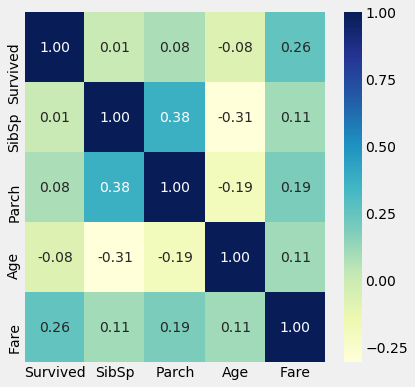 Survived 1.00 0.01 0.08 -0.08 0.26
SibSp 0.01 1.00 0.38 -0.31 0.11
Parch 0.08 0.38 1.00 -0.19 0.19
Age -0.08 -0.31 -0.19 1.00 0.11
Fare 0.26 0.11 0.19 0.11 1.00
Survived SibSp Parch Age Fare
1.00
0.75
0.50
0.25
0.00
−0.25